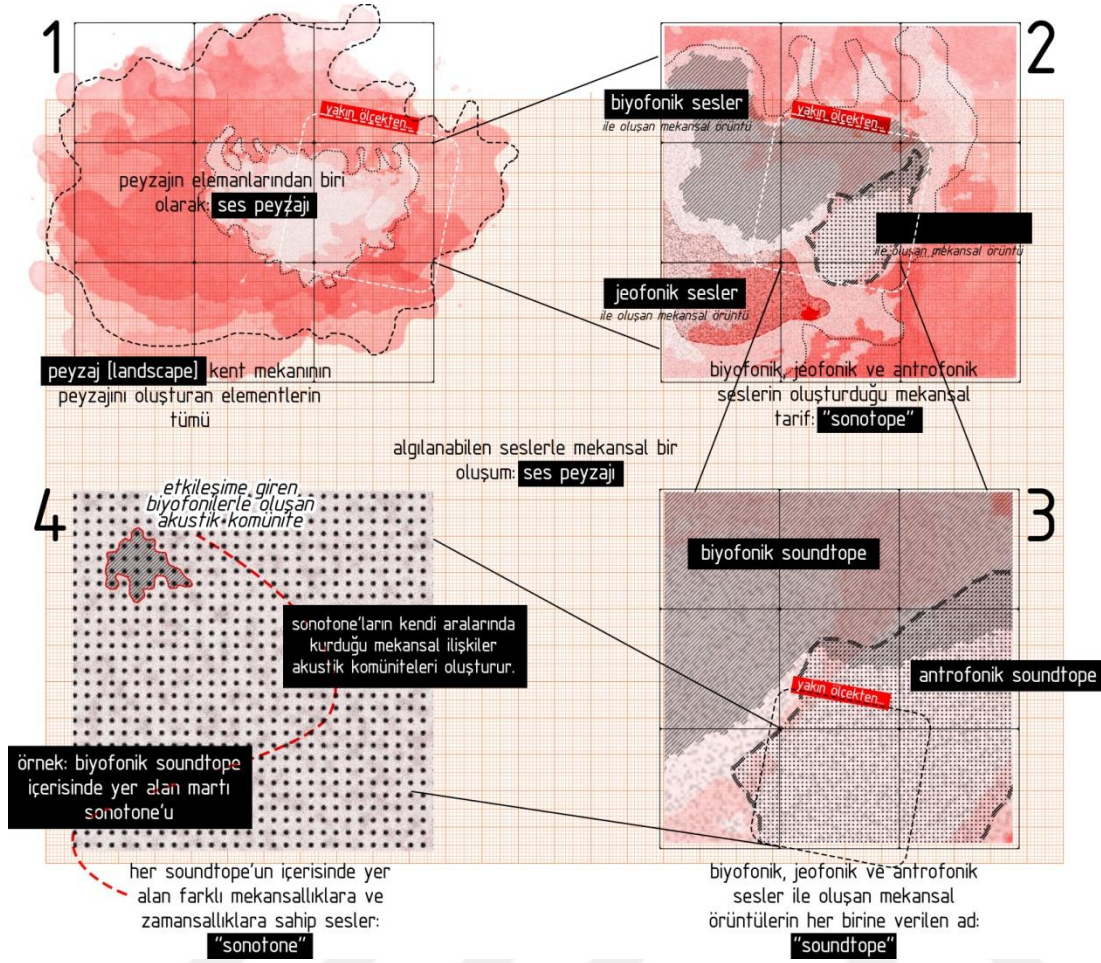 1
yakın ölçekten...
peyzajın elemanlarından biri
olarak: ses peyzajı
peyzaj [landscape] kent mekanının
peyzajını oluşturan elementlerin
tümü
2
biyofonik sesler
ile oluşan mekansal örüntü
yakın ölçekten...
ile oluşan mekansal örüntü
jeofonik sesler
ile oluşan mekansal örüntü
biyofonik, jeofonik ve antrofonik
seslerin oluşturduğu mekansal
tarif: "sonotope"
algılanabilen seslerle mekansal bir
oluşum: ses peyzajı
3
biyofonik soundtope
antrofonik soundtope
yakın ölçekten...
biyofonik, jeofonik ve antrofonik
sesler ile oluşan mekansal
örüntülerin her birine verilen ad:
"soundtope"
4
etkileşime giren
biyofonilerle oluşan
akustik komünite
sonotone'ların kendi aralarında
kurduğu mekansal ilişkiler
akustik komüniteleri oluşturur.
örnek: biyofonik soundtope
içerisinde yer alan martı
sonotone'u
her soundtope'un içerisinde yer
alan farklı mekansallıklara ve
zamansallıklara sahip sesler:
"sonotone"